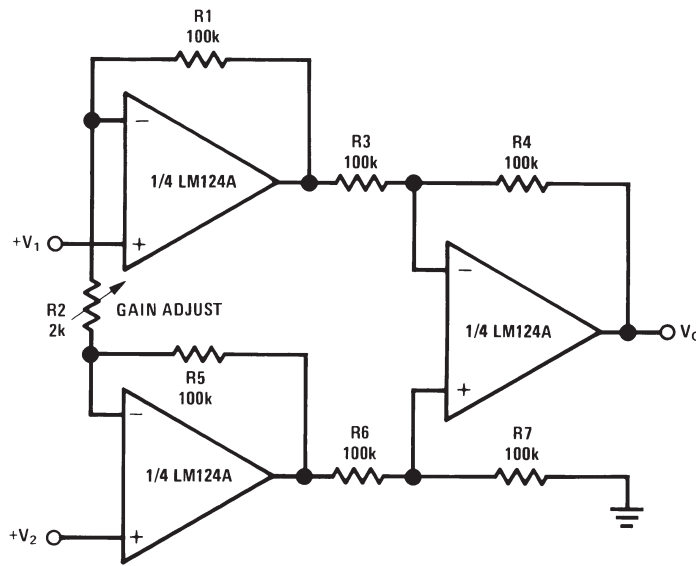 R1
100k
1/4 LM124A
+V1
R3
100k
R4
100k
R2
2k
GAIN ADJUST
R5
100k
1/4 LM124A
1/4 LM124A
R6
100k
R7
100k
+V2